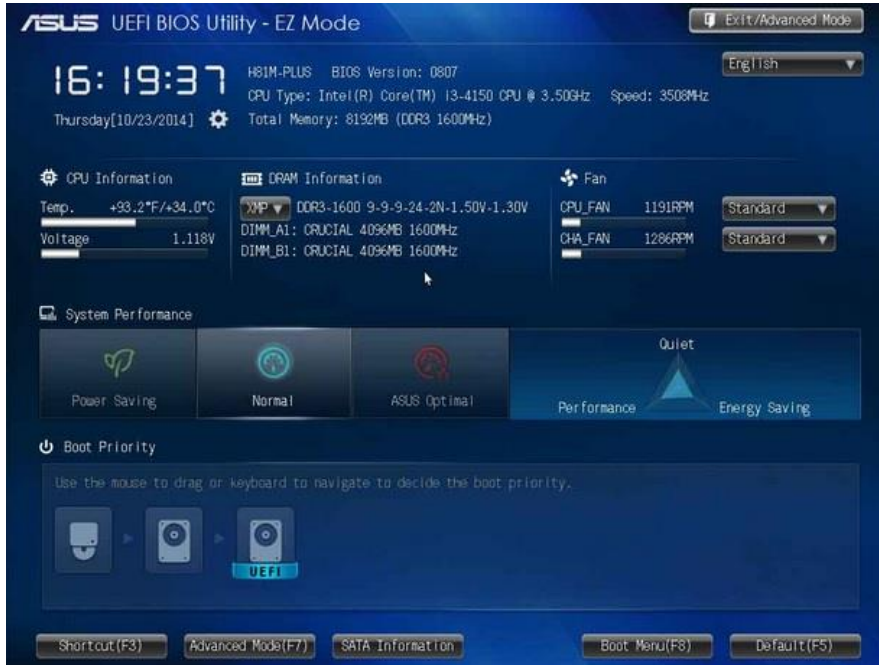 ASUS UEFI BIOS Utility - EZ Mode
Exit/Advanced Mode
English
16:19:37
Thursday[10/23/2014]
H81M-PLUS BIOS Version: 0807
CPU Type: Intel(R) Core(TM) i3-4150 CPU @ 3.50GHz Speed: 3508MHz
Total Memory: 8192MB (DDR3 1600MHz)
CPU Information
Temp. +93.2°F/+34.0°C
Voltage 1.118V
DRAM Information
XMP DDR3-1600 9-9-9-24-2N-1.50V-1.30V
DIMM_A1: CRUCIAL 4096MB 1600MHz
DIMM_B1: CRUCIAL 4096MB 1600MHz
Fan
CPU_FAN 1191RPM Standard
CHA_FAN 1286RPM Standard
System Performance
Power Saving
Normal
ASUS Optimal
Quiet
Performance
Energy Saving
Boot Priority
Use the mouse to drag or keyboard to navigate to decide the boot priority.
UEFI
Shortcut(F3)
Advanced Mode(F7)
SATA Information
Boot Menu(F8)
Default(F5)